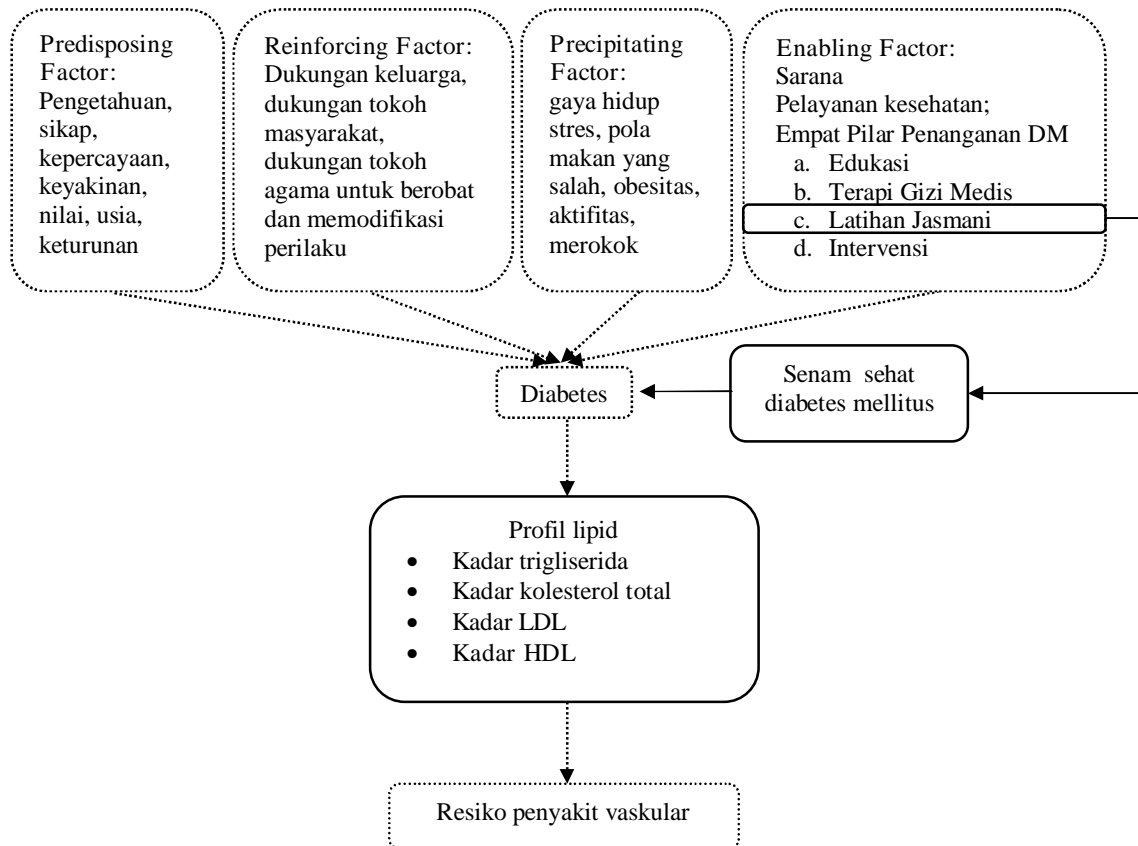 Predisposing
Factor:
Pengetahuan,
sikap,
kepercayaan,
keyakinan,
nilai, usia,
keturunan
Reinforcing Factor:
Dukungan keluarga,
dukungan tokoh
masyarakat,
dukungan tokoh
agama untuk berobat
dan memodifikasi
perilaku
Precipitating
Factor:
gaya hidup
stres, pola
makan yang
salah, obesitas,
aktifitas,
merokok
Enabling Factor:
Sarana
Pelayanan kesehatan;
Empat Pilar Penanganan DM
a. Edukasi
b. Terapi Gizi Medis
c. Latihan Jasmani
d. Intervensi
Diabetes
Senam sehat
diabetes mellitus
Profil lipid
• Kadar trigliserida
• Kadar kolesterol total
• Kadar LDL
• Kadar HDL
Resiko penyakit vaskular